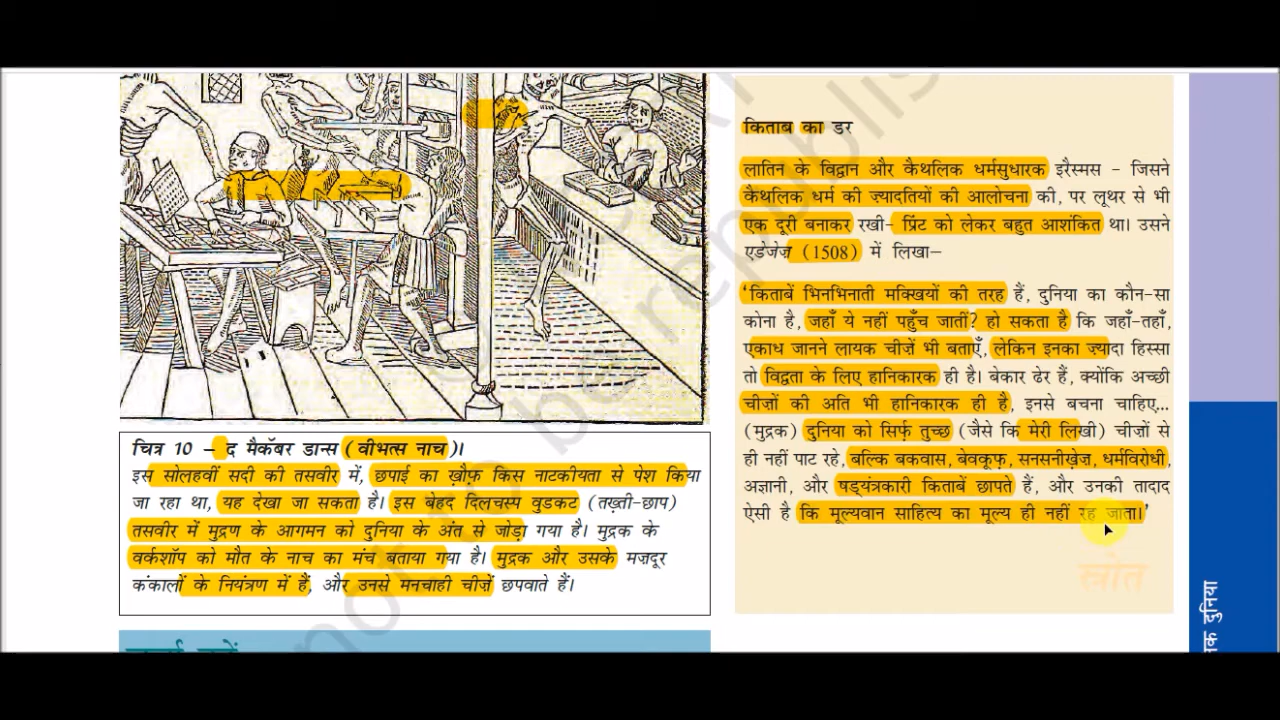 चित्र 10 – द मैकॅबर डान्स (वीभत्स नाच)।
इस सोलहवीं सदी की तसवीर में, छपाई का ख़ौफ़ किस नाटकीयता से पेश किया
जा रहा था, यह देखा जा सकता है। इस बेहद दिलचस्प वुडकट (तख़्ती-छाप)
तसवीर में मुद्रण के आगमन को दुनिया के अंत से जोड़ा गया है। मुद्रक के
वर्कशॉप को मौत के नाच का मंच बताया गया है। मुद्रक और उसके मज़दूर
कंकालों के नियंत्रण में हैं, और उनसे मनचाही चीज़ें छपवाते हैं।
किताब का डर
लातिन के विद्वान और कैथलिक धर्मसुधारक इरैस्मस – जिसने
कैथलिक धर्म की ज़्यादतियों की आलोचना की, पर लूथर से भी
एक दूरी बनाकर रखी– प्रिंट को लेकर बहुत आशंकित था। उसने
एडेजेज़ (1508) में लिखा–
'किताबें भिनभिनाती मक्खियों की तरह हैं, दुनिया का कौन-सा
कोना है, जहाँ ये नहीं पहुँच जातीं? हो सकता है कि जहाँ-तहाँ,
एकाध जानने लायक चीज़ें भी बताएँ, लेकिन इनका ज़्यादा हिस्सा
तो विद्वता के लिए हानिकारक ही है। बेकार ढेर हैं, क्योंकि अच्छी
चीज़ों की अति भी हानिकारक ही है, इनसे बचना चाहिए...
(मुद्रक) दुनिया को सिर्फ़ तुच्छ (जैसे कि मेरी लिखी) चीज़ों से
ही नहीं पाट रहे, बल्कि बकवास, बेवकूफ़, सनसनीखेज़, धर्मविरोधी,
अज्ञानी, और षड्यंत्रकारी किताबें छापते हैं, और उनकी तादाद
ऐसी है कि मूल्यवान साहित्य का मूल्य ही नहीं रह जाता।'
स्रोत
दुनिया
not to be republis